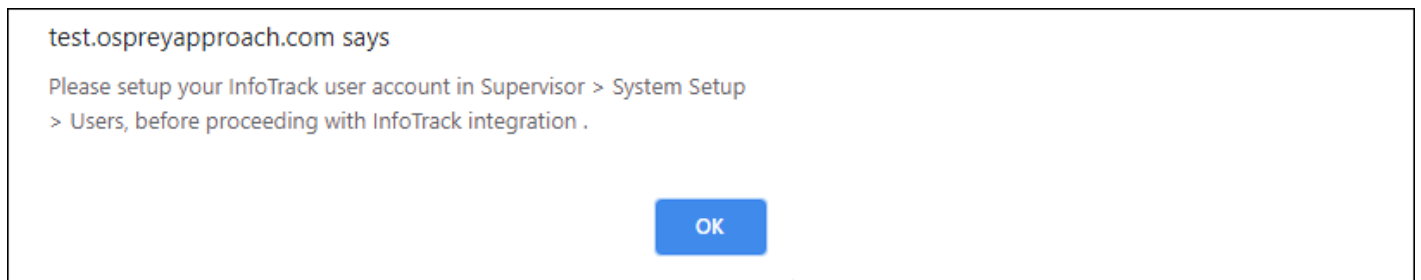 test.ospreyapproach.com says
Please setup your InfoTrack user account in Supervisor > System Setup
> Users, before proceeding with InfoTrack integration .
OK